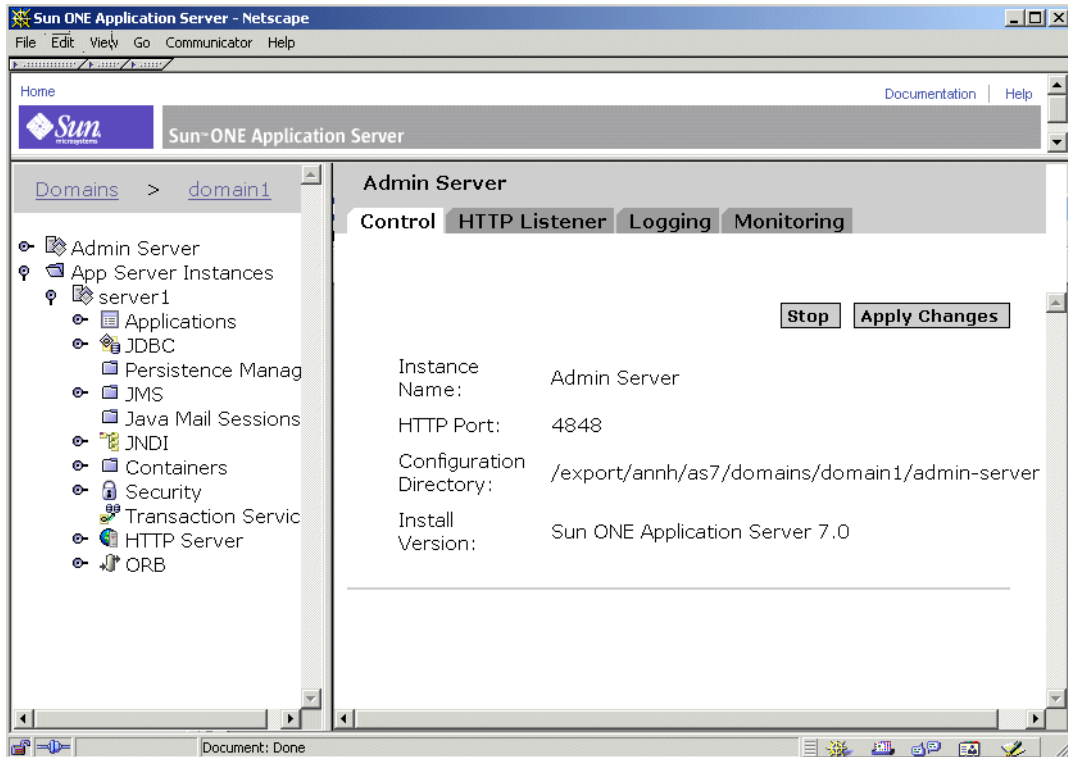 Sun ONE Application Server - Netscape
File Edit View Go Communicator Help
Home
Documentation | Help
Sun
microsystems
Sun™ ONE Application Server
Domains > domain1
Admin Server
App Server Instances
server1
Applications
JDBC
Persistence Manag
JMS
Java Mail Sessions
JNDI
Containers
Security
Transaction Servic
HTTP Server
ORB
Admin Server
Control HTTP Listener Logging Monitoring
Stop Apply Changes
Instance
Name:
Admin Server
HTTP Port: 4848
Configuration
Directory:
/export/annh/as7/domains/domain1/admin-server
Install
Version:
Sun ONE Application Server 7.0
Document: Done